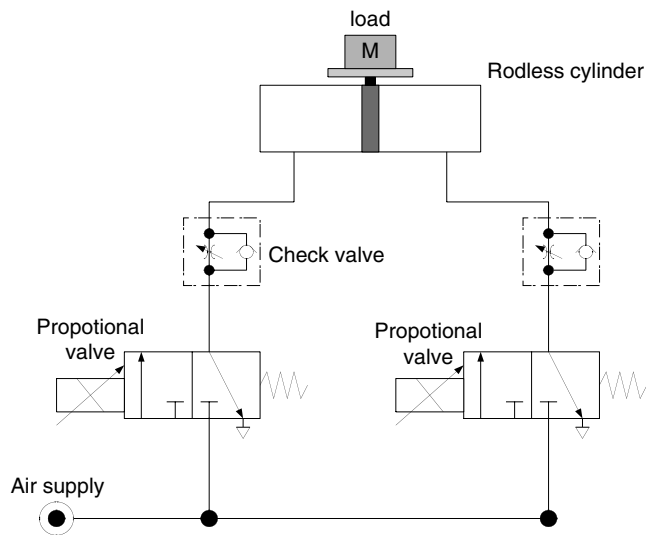 load
M
Rodless cylinder
Check valve
Propotional
valve
Propotional
valve
Air supply